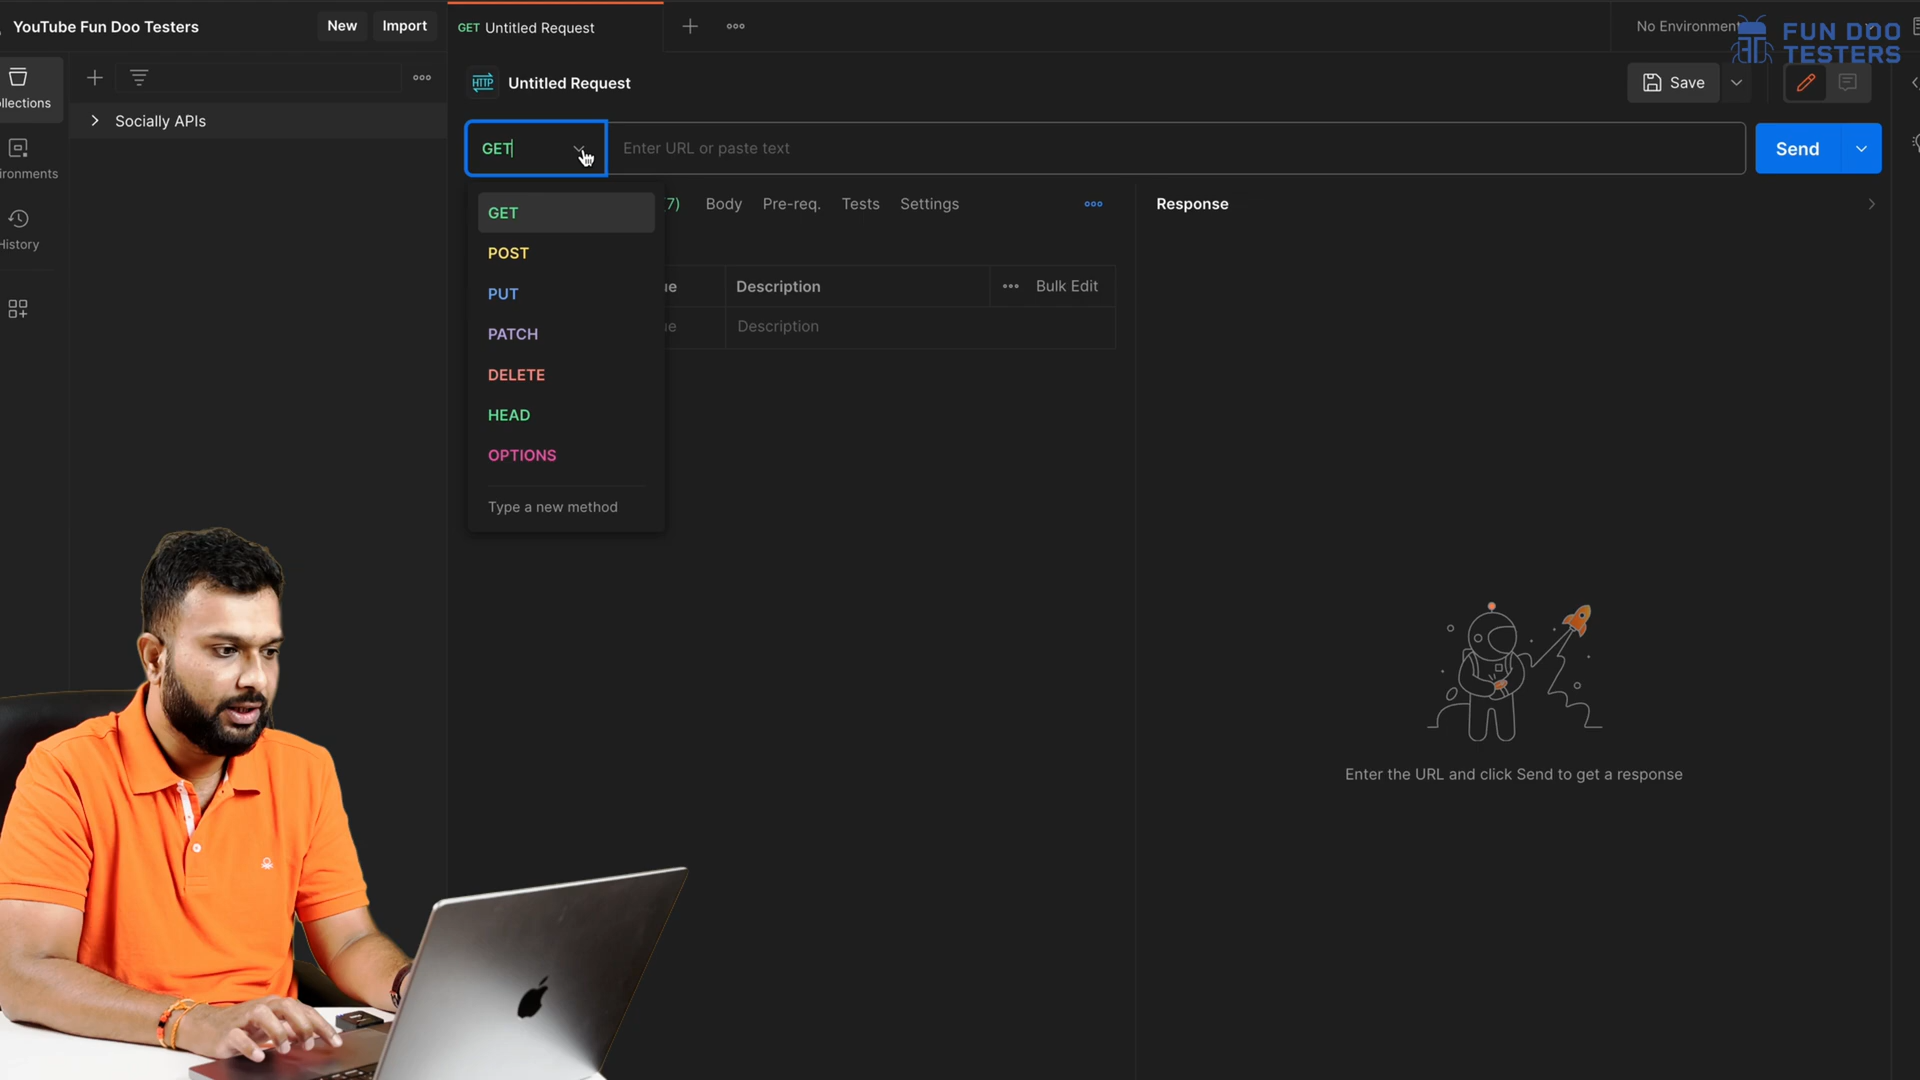 YouTube Fun Doo Testers
New
Import
GET Untitled Request
No Environment
FUN DOO
TESTERS
llections
Socially APIs
HTTP
Untitled Request
Save
GET
Enter URL or paste text
Send
ironments
History
GET
POST
PUT
PATCH
DELETE
HEAD
OPTIONS
Type a new method
7)
Body
Pre-req.
Tests
Settings
Response
ue
Description
Bulk Edit
ue
Description
Enter the URL and click Send to get a response